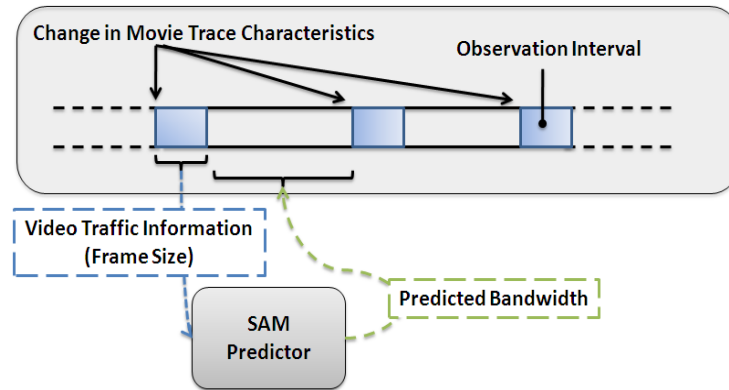 Change in Movie Trace Characteristics
Observation Interval
Video Traffic Information
(Frame Size)
Predicted Bandwidth
SAM
Predictor